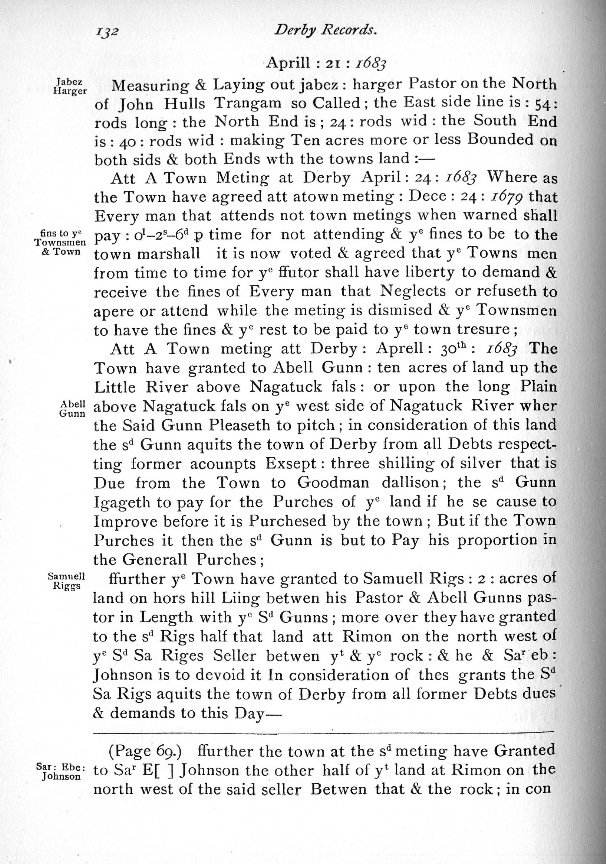 132 Derby Records.
Aprill : 21 : 1683
Jabez
Harger
Measuring & Laying out jabez : harger Pastor on the North
of John Hulls Trangam so Called ; the East side line is : 54 :
rods long : the North End is ; 24 : rods wid : the South End
is : 40 : rods wid : making Ten acres more or less Bounded on
both sids & both Ends wth the towns land :—
Att A Town Meting at Derby April : 24 : 1683 Where as
the Town have agreed att atown meting : Dece : 24 : 1679 that
Every man that attends not town metings when warned shall
fins to yᵉ
Townsmen
& Town
pay : 0ˡ–2ˢ–6ᵈ p time for not attending & yᵉ fines to be to the
town marshall it is now voted & agreed that yᵉ Towns men
from time to time for yᵉ ffutor shall have liberty to demand &
receive the fines of Every man that Neglects or refuseth to
apere or attend while the meting is dismised & yᵉ Townsmen
to have the fines & yᵉ rest to be paid to yᵉ town tresure ;
Att A Town meting att Derby : Aprell : 30ᵗʰ : 1683 The
Town have granted to Abell Gunn : ten acres of land up the
Little River above Nagatuck fals : or upon the long Plain
Abell
Gunn
above Nagatuck fals on yᵉ west side of Nagatuck River wher
the Said Gunn Pleaseth to pitch ; in consideration of this land
the sᵈ Gunn aquits the town of Derby from all Debts respect-
ting former acounpts Exsept : three shilling of silver that is
Due from the Town to Goodman dallison ; the sᵈ Gunn
Igageth to pay for the Purches of yᵉ land if he se cause to
Improve before it is Purchesed by the town ; But if the Town
Purches it then the sᵈ Gunn is but to Pay his proportion in
the Generall Purches ;
Samuell
Riggs
ffurther yᵉ Town have granted to Samuell Rigs : 2 : acres of
land on hors hill Liing betwen his Pastor & Abell Gunns pas-
tor in Length with yᵉ Sᵈ Gunns ; more over they have granted
to the sᵈ Rigs half that land att Rimon on the north west of
yᵉ Sᵈ Sa Riges Seller betwen yᵗ & yᵉ rock : & he & Saʳ eb :
Johnson is to devoid it In consideration of thes grants the Sᵈ
Sa Rigs aquits the town of Derby from all former Debts dues
& demands to this Day—
(Page 69.) ffurther the town at the sᵈ meting have Granted
Sar : Ebe :
Johnson
to Saʳ E[ ] Johnson the other half of yᵗ land at Rimon on the
north west of the said seller Betwen that & the rock ; in con